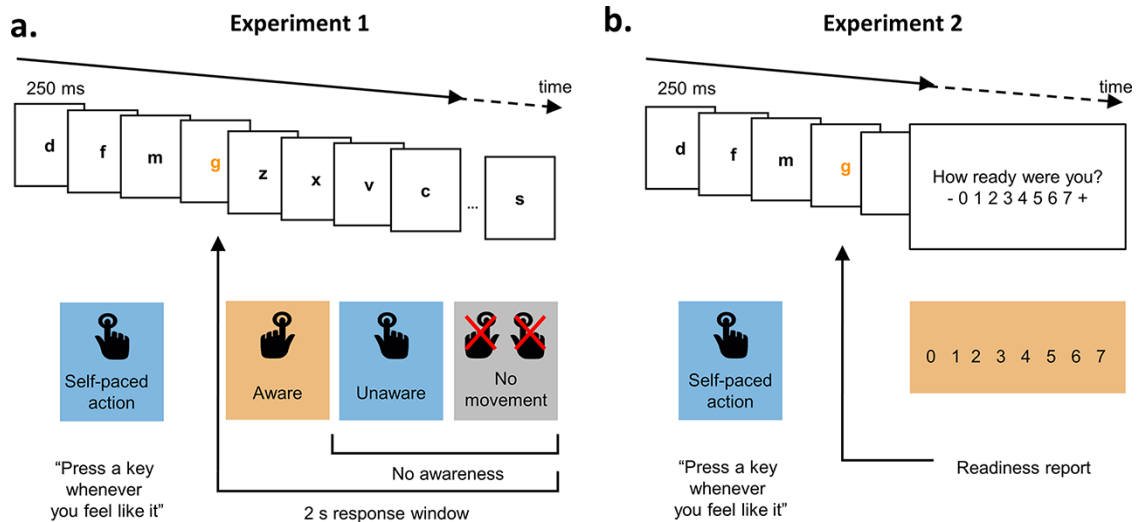 a.
Experiment 1
time
250 ms
d
f
m
g
z
x
v
c
...
s
Self-paced
action
Aware
Unaware
No
movement
No awareness
“Press a key
whenever
you feel like it”
2 s response window
b.
Experiment 2
time
250 ms
d
f
m
g
How ready were you?
- 0 1 2 3 4 5 6 7 +
Self-paced
action
0 1 2 3 4 5 6 7
“Press a key
whenever
you feel like it”
Readiness report